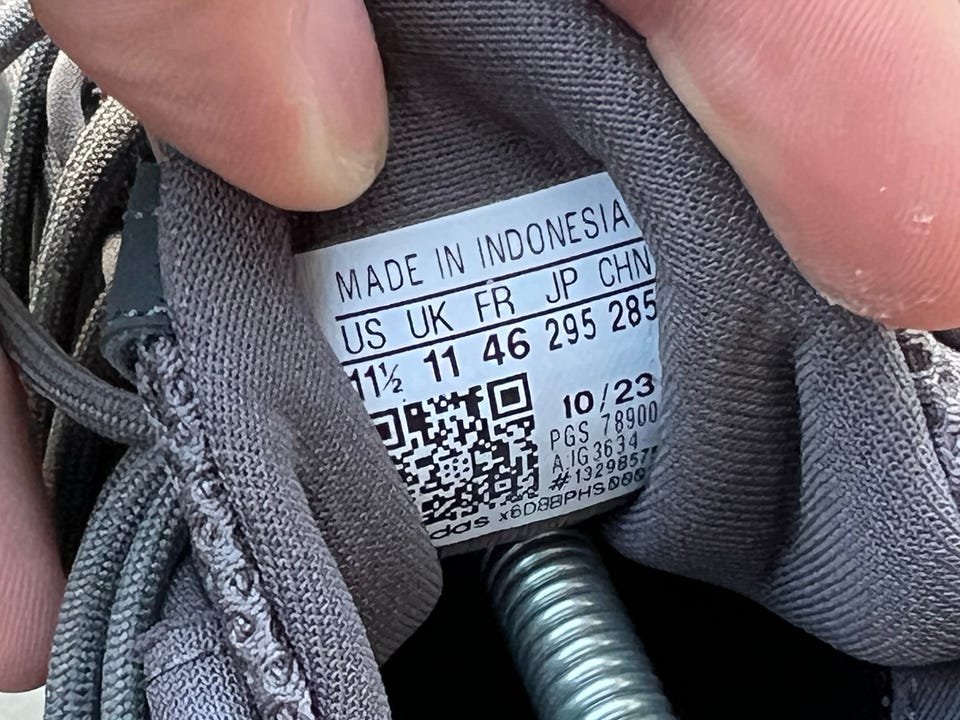 MADE IN INDONESIA
US UK FR JP CHN
11½ 11 46 295 285
10/23
PGS 78900
A:IG3634